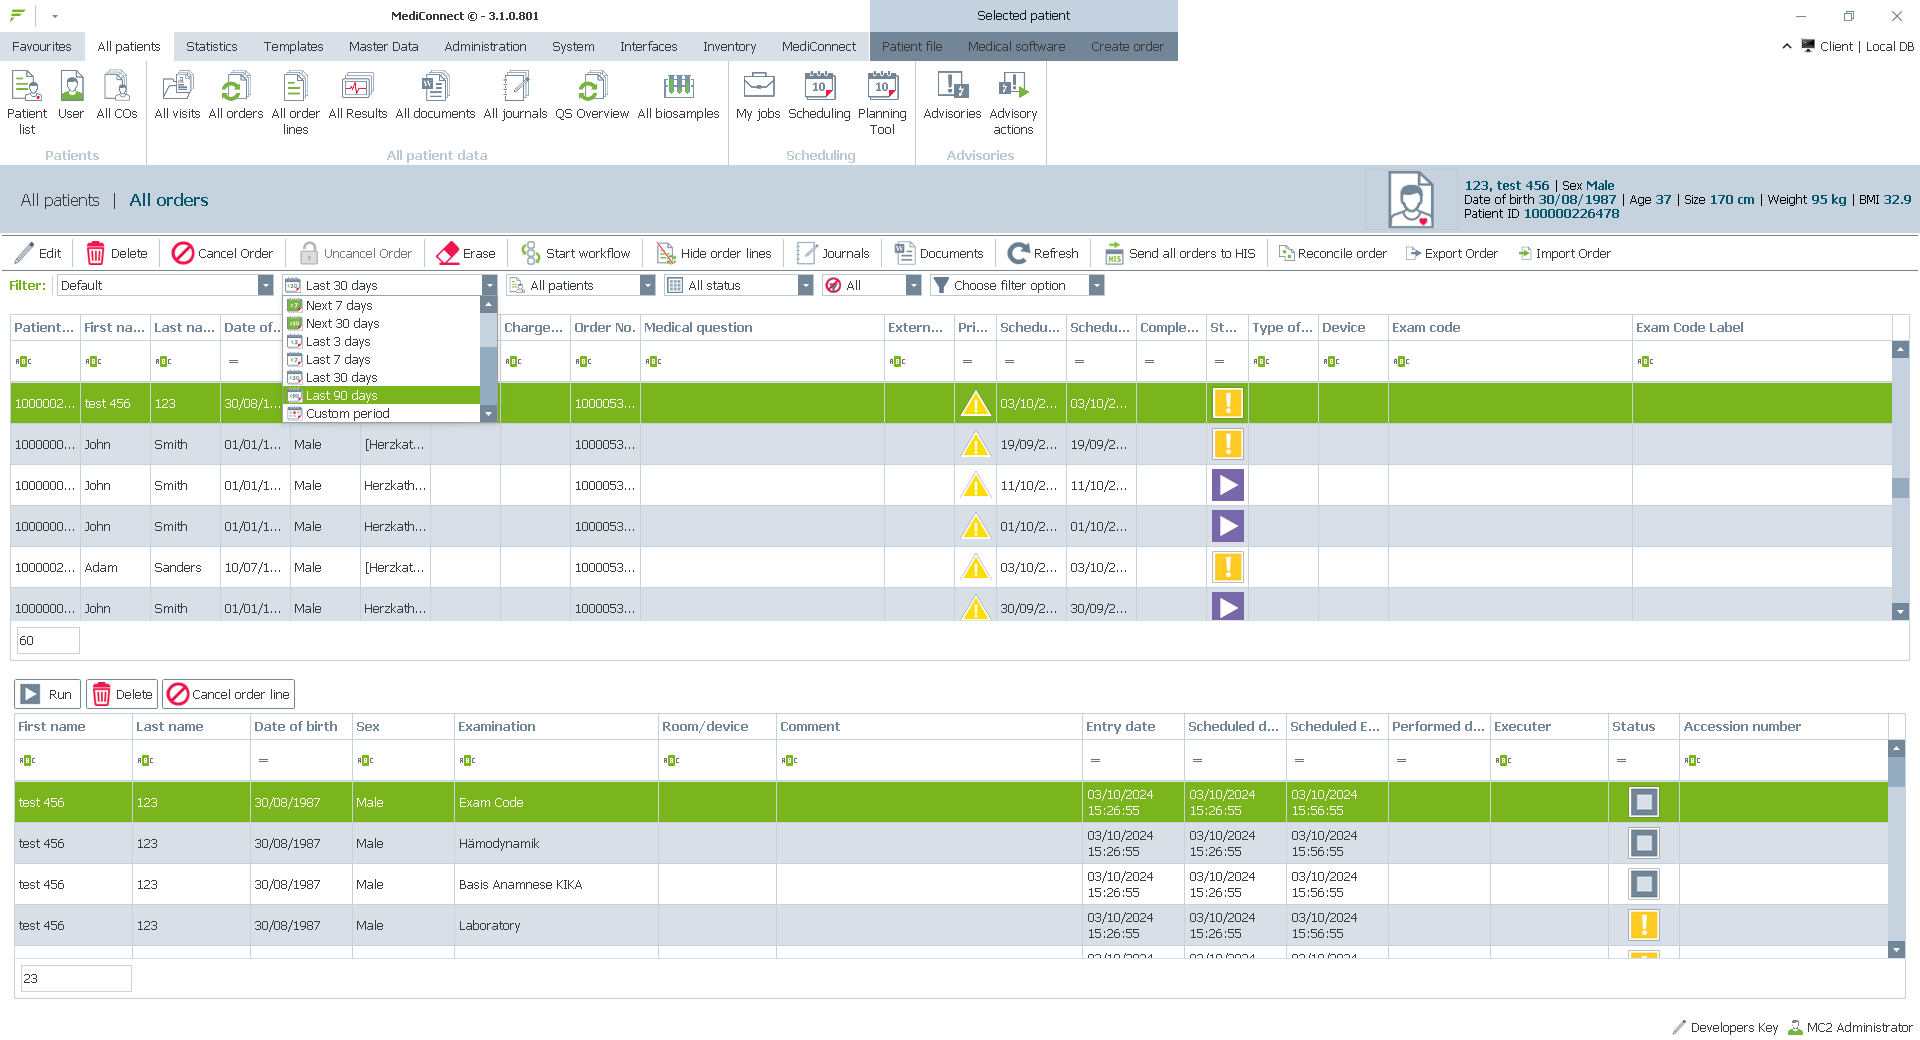 MediConnect © - 3.1.0.801
Selected patient
Favourites All patients Statistics Templates Master Data Administration System Interfaces Inventory MediConnect Patient file Medical software Create order
Client | Local DB
Patient list User All COs All visits All orders All order lines All Results All documents All journals QS Overview All biosamples My jobs Scheduling Planning Tool Advisories Advisory actions
Patients All patient data Scheduling Advisories
All patients | All orders
123, test 456 | Sex Male
Date of birth 30/08/1987 | Age 37 | Size 170 cm | Weight 95 kg | BMI 32.9
Patient ID 100000226478
Edit Delete Cancel Order Uncancel Order Erase Start workflow Hide order lines Journals Documents Refresh Send all orders to HIS Reconcile order Export Order Import Order
Filter: Default Last 30 days All patients All status All Choose filter option
Next 7 days
Next 30 days
Last 3 days
Last 7 days
Last 30 days
Last 90 days
Custom period
Patient... First na... Last na... Date of... Charge... Order No. Medical question Extern... Pri... Schedu... Schedu... Comple... St... Type of... Device Exam code Exam Code Label
1000002... test 456 123 30/08/1... 1000053... 03/10/2... 03/10/2...
1000000... John Smith 01/01/1... Male [Herzkat... 1000053... 19/09/2... 19/09/2...
1000000... John Smith 01/01/1... Male Herzkath... 1000053... 11/10/2... 11/10/2...
1000000... John Smith 01/01/1... Male Herzkath... 1000053... 01/10/2... 01/10/2...
1000002... Adam Sanders 10/07/1... Male [Herzkat... 1000053... 03/10/2... 03/10/2...
1000000... John Smith 01/01/1... Male Herzkath... 1000053... 30/09/2... 30/09/2...
60
Run Delete Cancel order line
First name Last name Date of birth Sex Examination Room/device Comment Entry date Scheduled d... Scheduled E... Performed d... Executer Status Accession number
test 456 123 30/08/1987 Male Exam Code 03/10/2024 15:26:55 03/10/2024 15:26:55 03/10/2024 15:56:55
test 456 123 30/08/1987 Male Hämodynamik 03/10/2024 15:26:55 03/10/2024 15:26:55 03/10/2024 15:56:55
test 456 123 30/08/1987 Male Basis Anamnese KIKA 03/10/2024 15:26:55 03/10/2024 15:26:55 03/10/2024 15:56:55
test 456 123 30/08/1987 Male Laboratory 03/10/2024 15:26:55 03/10/2024 15:26:55 03/10/2024 15:56:55
23
Developers Key MC2 Administrator